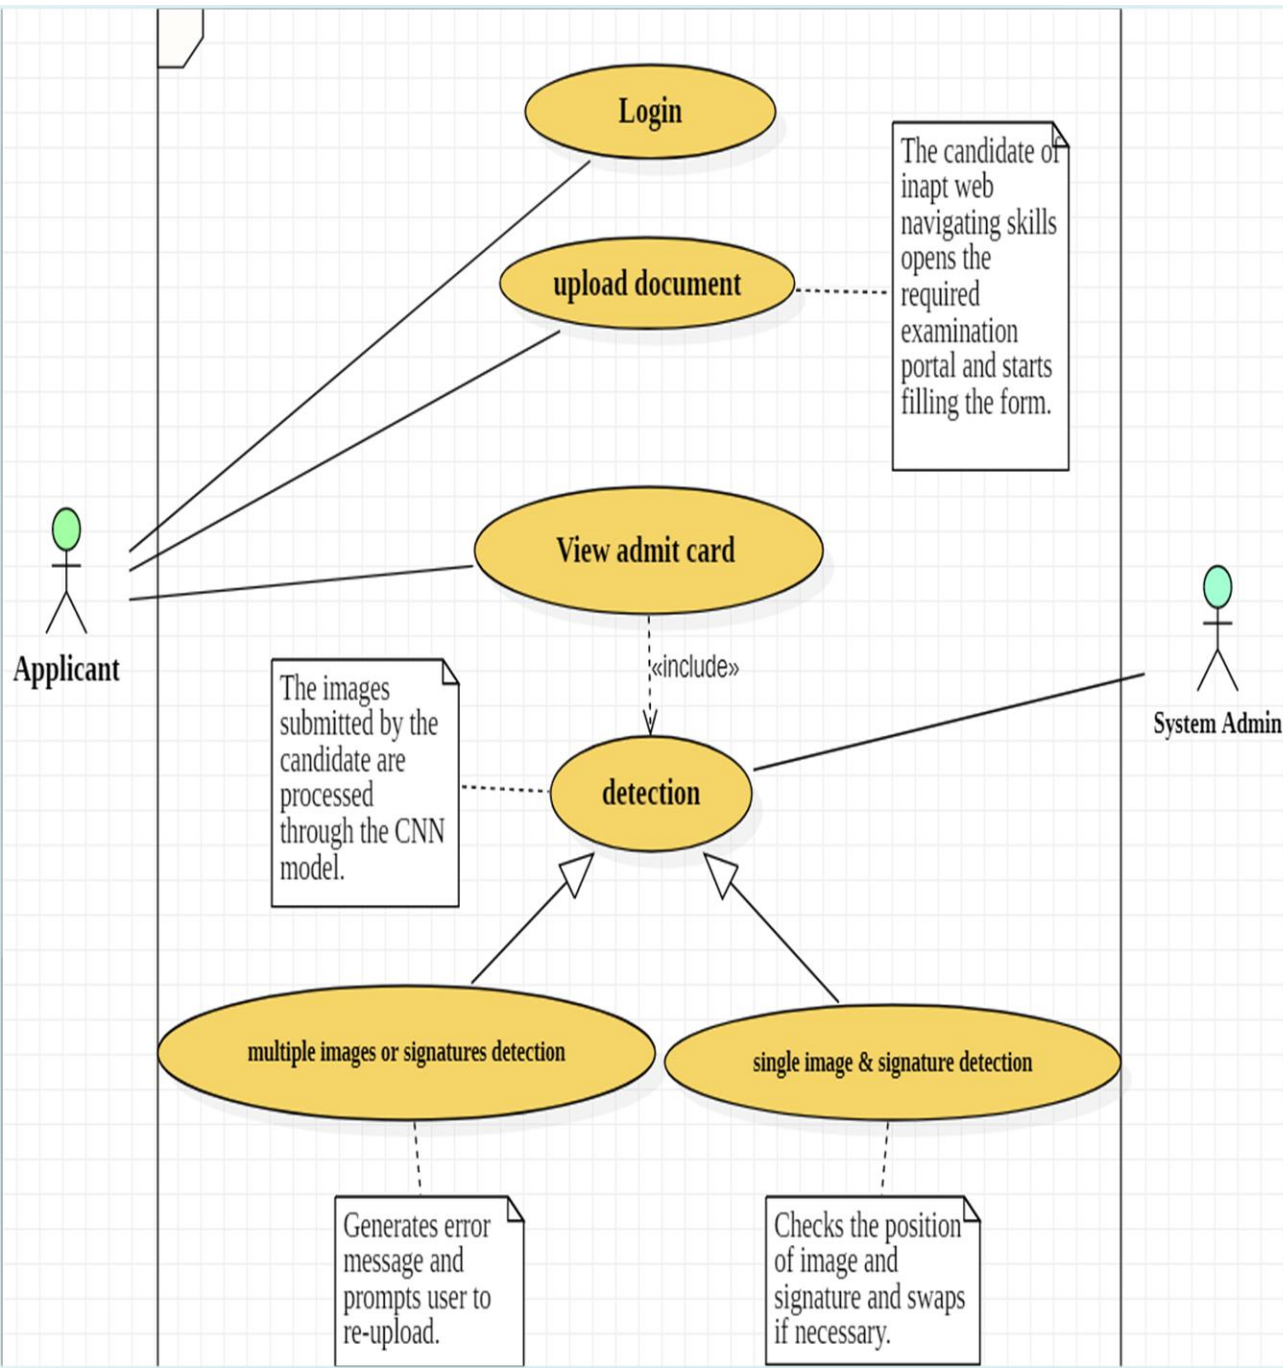 Login
The candidate of
inapt web
navigating skills
opens the
required
examination
portal and starts
filling the form.
upload document
View admit card
Applicant
«include»
System Admin
The images
submitted by the
candidate are
processed
through the CNN
model.
detection
multiple images or signatures detection
single image & signature detection
Generates error
message and
prompts user to
re-upload.
Checks the position
of image and
signature and swaps
if necessary.